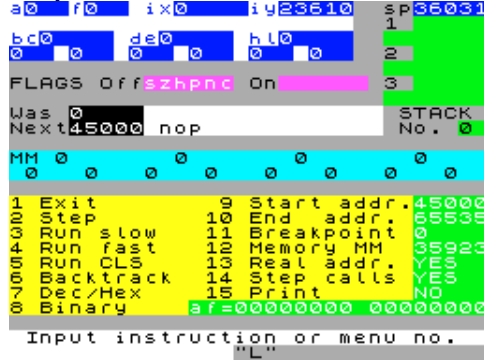 a0 f0 ix0 iy23610 sp36031
1
bc0 de0 hl0
0 0 0 0 0 0 2
FLAGS Off szhpnc On 3
Was 0 STACK
Next 45000 nop No. 0
MM 0 0 0 0
0 0 0 0 0 0 0 0
1 Exit 9 Start addr. 45000
2 Step 10 End addr. 65535
3 Run slow 11 Breakpoint 0
4 Run fast 12 Memory MM 35923
5 Run CLS 13 Real addr. YES
6 Backtrack 14 Step calls YES
7 Dec/Hex 15 Print NO
8 Binary af=00000000 00000000
Input instruction or menu no.
"L"